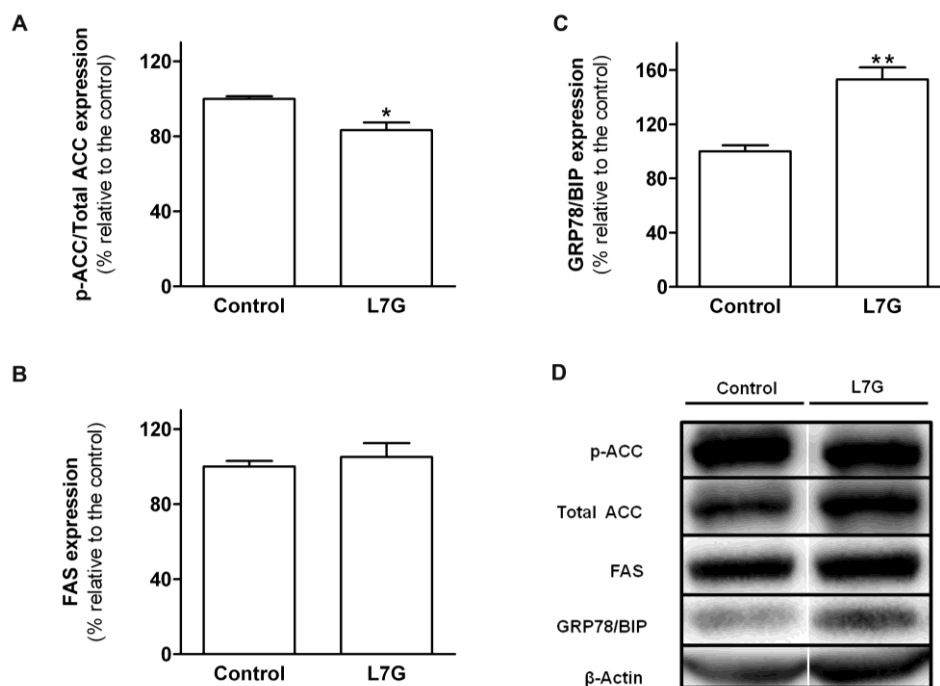 A
p-ACC/Total ACC expression
(% relative to the control)
120
80
40
0
*
Control L7G
B
FAS expression
(% relative to the control)
120
80
40
0
Control L7G
C
GRP78/BIP expression
(% relative to the control)
160
120
80
40
0
**
Control L7G
D
Control L7G
p-ACC
Total ACC
FAS
GRP78/BIP
β-Actin